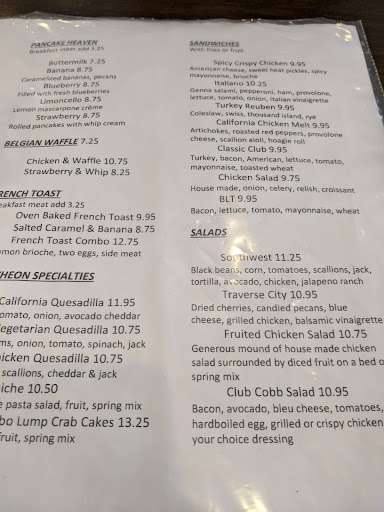 PANCAKE HEAVEN
Breakfast meat add 3.25
Buttermilk 7.25
Banana 8.75
Caramelized bananas, pecans
Blueberry 8.75
Filled with fresh blueberries
Limoncello 8.75
Lemon mascarpone crème
Strawberry 8.75
Rolled pancakes with whip cream
BELGIAN WAFFLE 7.25
Chicken & Waffle 10.75
Strawberry & Whip 8.25
FRENCH TOAST
eakfast meat add 3.25
Oven Baked French Toast 9.95
Salted Caramel & Banana 8.75
French Toast Combo 12.75
mon brioche, two eggs, side meat
CHEON SPECIALTIES
California Quesadilla 11.95
omato, onion, avocado cheddar
egetarian Quesadilla 10.75
ms, onion, tomato, spinach, jack
icken Quesadilla 10.75
scallions, cheddar & jack
iche 10.50
e pasta salad, fruit, spring mix
bo Lump Crab Cakes 13.25
fruit, spring mix
SANDWICHES
With fries or fruit
Spicy Crispy Chicken 9.95
American cheese, sweet heat pickles, spicy
mayonnaise, brioche
Italiano 10.25
Genoa salami, pepperoni, ham, provolone,
lettuce, tomato, onion, italian vinaigrette
Turkey Reuben 9.95
Coleslaw, swiss, thousand island, rye
California Chicken Melt 9.95
Artichokes, roasted red peppers, provolone
cheese, scallion aioli, hoagie roll
Classic Club 9.95
Turkey, bacon, American, lettuce, tomato,
mayonnaise, toasted wheat
Chicken Salad 9.75
House made, onion, celery, relish, croissant
BLT 9.95
Bacon, lettuce, tomato, mayonnaise, wheat
SALADS
Southwest 11.25
Black beans, corn, tomatoes, scallions, jack,
tortilla, avocado, chicken, jalapeno ranch
Traverse City 10.95
Dried cherries, candied pecans, blue
cheese, grilled chicken, balsamic vinaigrette
Fruited Chicken Salad 10.75
Generous mound of house made chicken
salad surrounded by diced fruit on a bed o
spring mix
Club Cobb Salad 10.95
Bacon, avocado, bleu cheese, tomatoes,
hardboiled egg, grilled or crispy chicken
your choice dressing